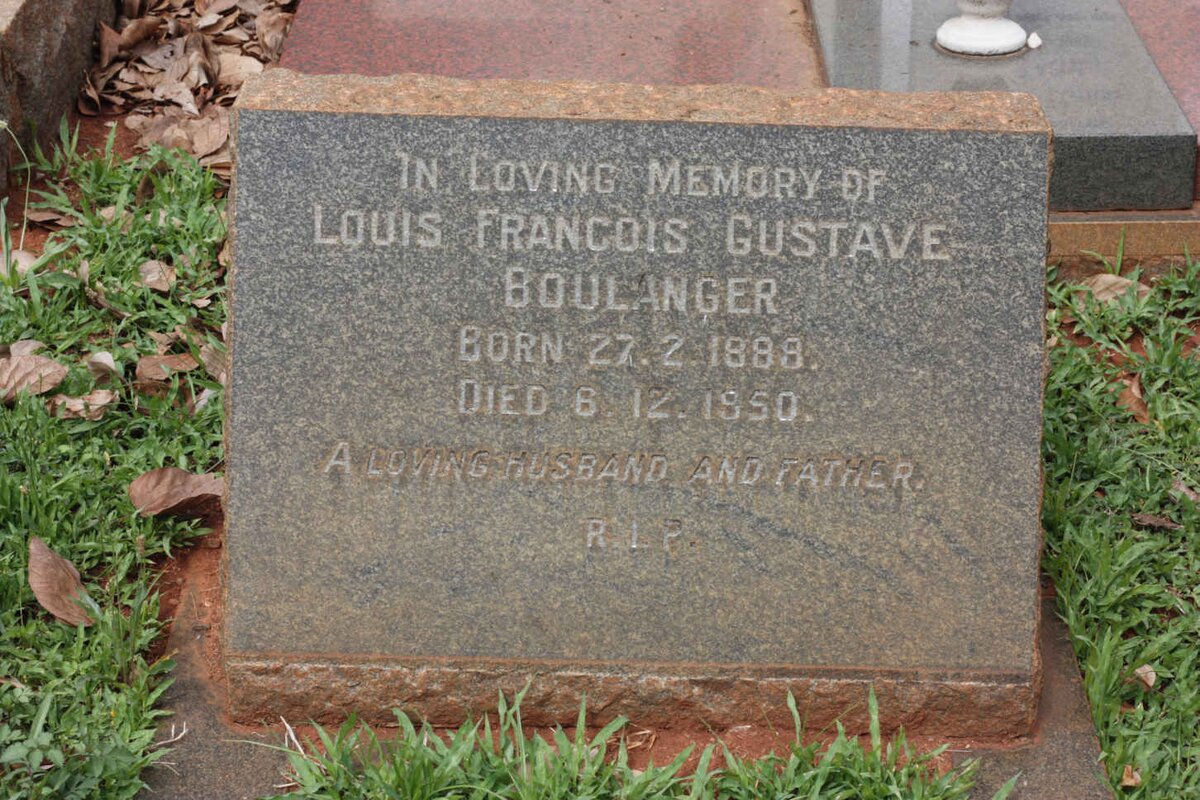 IN LOVING MEMORY OF
LOUIS FRANÇOIS GUSTAVE
BOULANGER
BORN 27.2.1888.
DIED 6.12.1950.
A LOVING HUSBAND AND FATHER.
R.I.P.